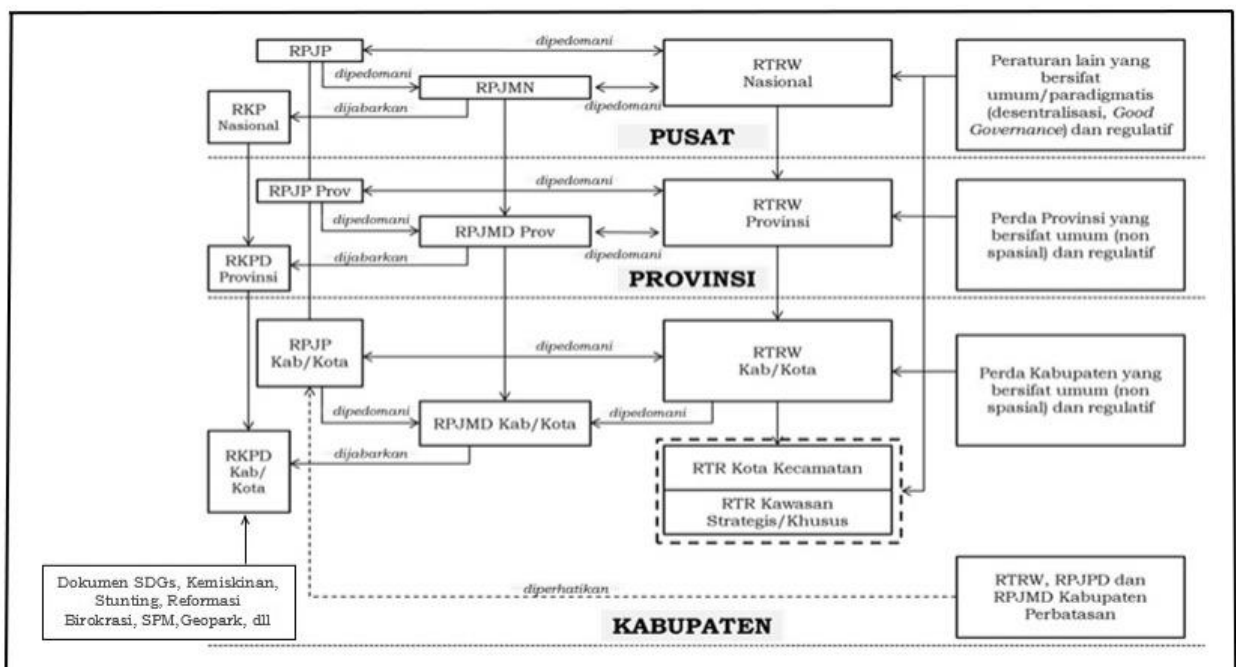 RPJP
dipedomani
RTRW
Nasional
Peraturan lain yang
bersifat
umum/paradigmatis
(desentralisasi, Good
Governance) dan regulatif
dipedomani
RPJMN
dipedomani
RKP
Nasional
dijabarkan
PUSAT
RPJP Prov
dipedomani
RTRW
Provinsi
Perda Provinsi yang
bersifat umum (non
spasial) dan regulatif
dipedomani
RPJMD Prov
dipedomani
RKPD
Provinsi
dijabarkan
PROVINSI
RPJP
Kab/Kota
dipedomani
RTRW
Kab/Kota
Perda Kabupaten yang
bersifat umum (non
spasial) dan regulatif
dipedomani
RPJMD Kab/Kota
dipedomani
RKPD
Kab/
Kota
dijabarkan
RTR Kota Kecamatan
RTR Kawasan
Strategis/Khusus
Dokumen SDGs, Kemiskinan,
Stunting, Reformasi
Birokrasi, SPM,Geopark, dll
diperhatikan
RTRW, RPJPD dan
RPJMD Kabupaten
Perbatasan
KABUPATEN